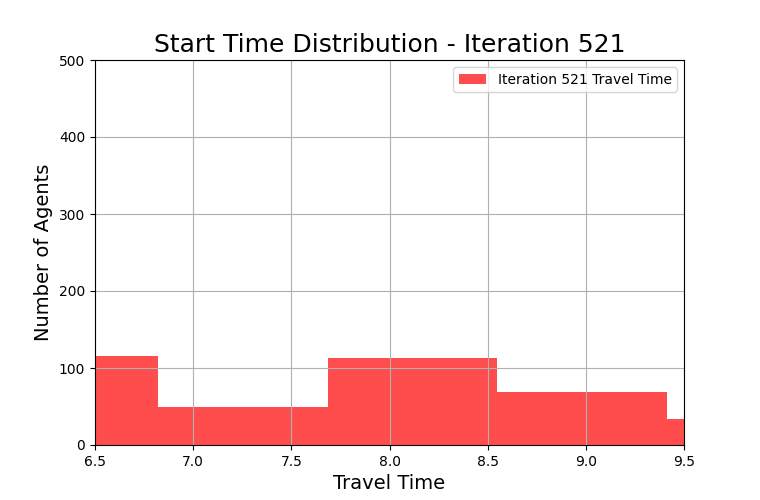 Start Time Distribution - Iteration 521
Iteration 521 Travel Time
Number of Agents
500
400
300
200
100
0
6.5 7.0 7.5 8.0 8.5 9.0 9.5
Travel Time